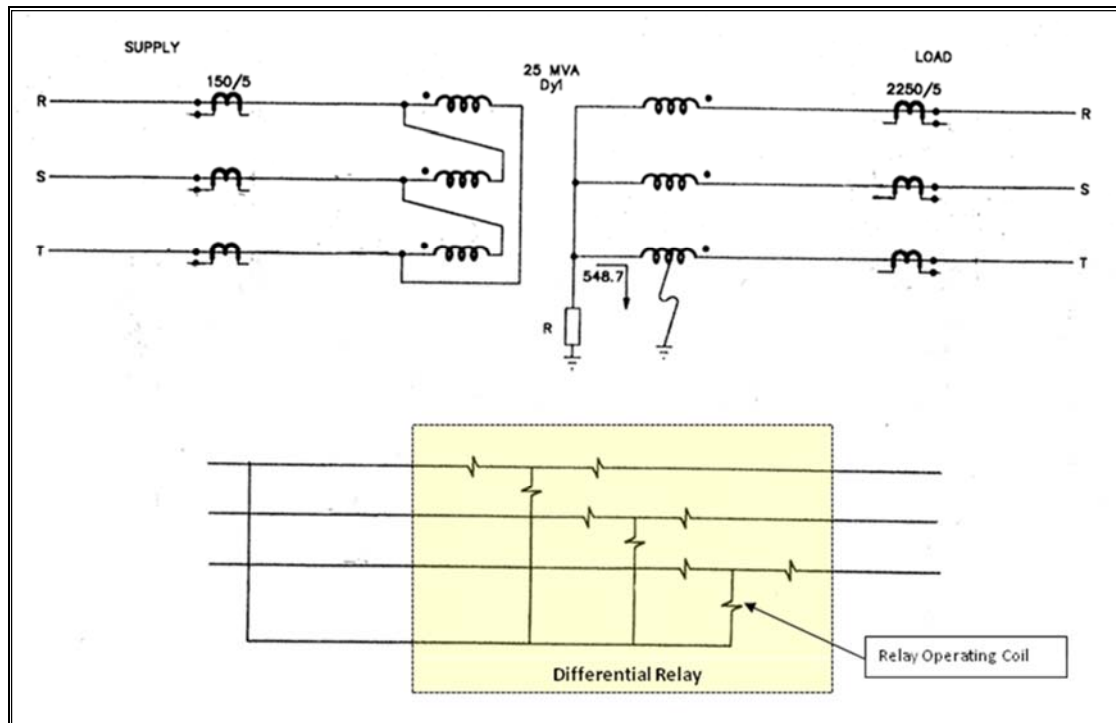 SUPPLY
LOAD
25 MVA
Dy1
150/5
2250/5
R
R
S
S
T
T
548.7
R
Relay Operating Coil
Differential Relay